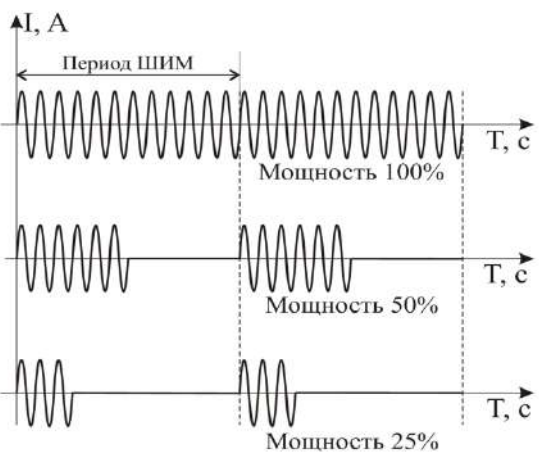 I, А
Период ШИМ
Т, с
Мощность 100%
Т, с
Мощность 50%
Т, с
Мощность 25%